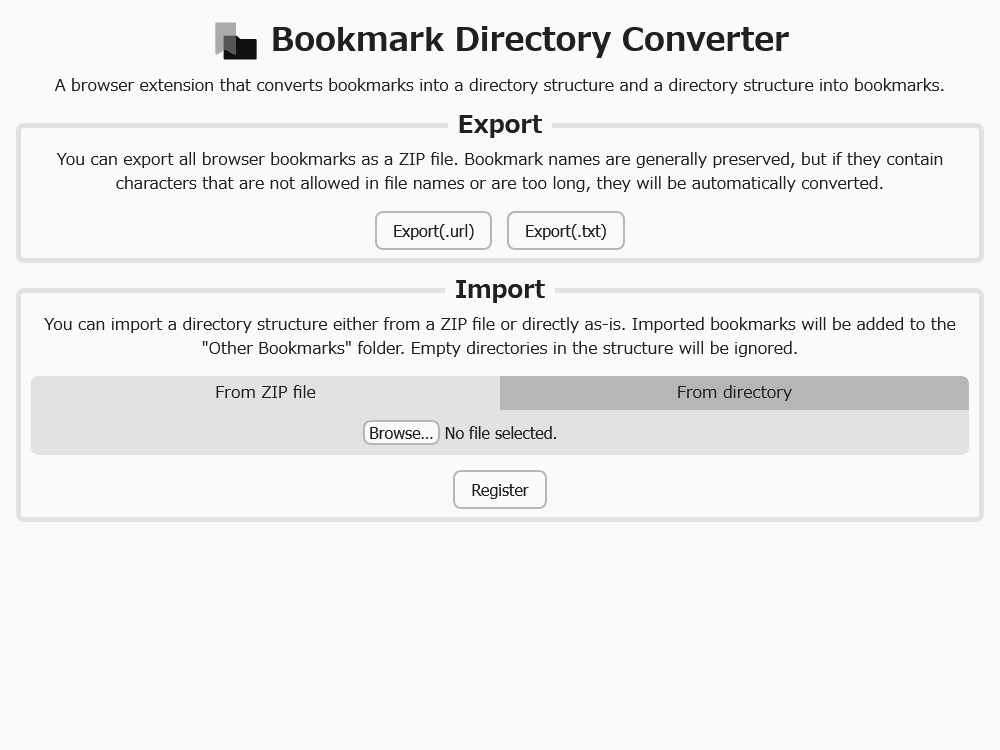 Bookmark Directory Converter
A browser extension that converts bookmarks into a directory structure and a directory structure into bookmarks.
Export
You can export all browser bookmarks as a ZIP file. Bookmark names are generally preserved, but if they contain
characters that are not allowed in file names or are too long, they will be automatically converted.
Export(.url) Export(.txt)
Import
You can import a directory structure either from a ZIP file or directly as-is. Imported bookmarks will be added to the
"Other Bookmarks" folder. Empty directories in the structure will be ignored.
From ZIP file From directory
Browse... No file selected.
Register